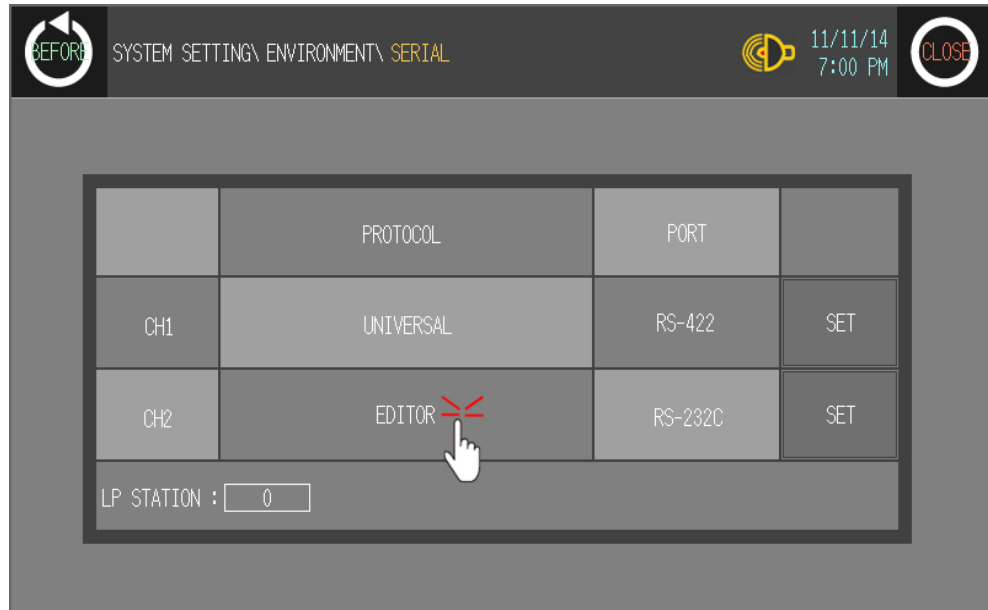 BEFORE
SYSTEM SETTING\ ENVIRONMENT\ SERIAL
11/11/14
7:00 PM
CLOSE
PROTOCOL PORT
CH1 UNIVERSAL RS-422 SET
CH2 EDITOR RS-232C SET
LP STATION : 0